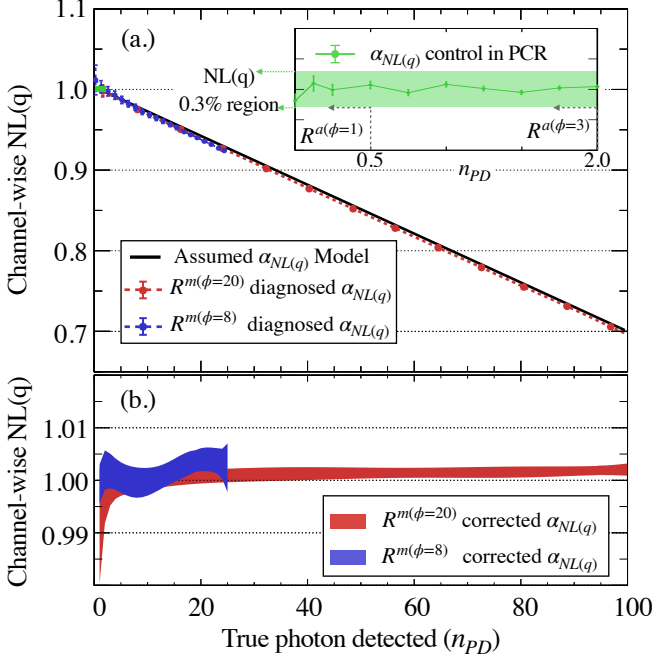 (a.)
1.1
1.0
0.9
0.8
0.7
Channel-wise NL(q)
α_NL(q) control in PCR
NL(q)
0.3% region
R^a(ϕ=1)
R^a(ϕ=3)
0.5
2.0
n_PD
Assumed α_NL(q) Model
R^m(ϕ=20) diagnosed α_NL(q)
R^m(ϕ=8) diagnosed α_NL(q)
(b.)
1.01
1.00
0.99
Channel-wise NL(q)
R^m(ϕ=20) corrected α_NL(q)
R^m(ϕ=8) corrected α_NL(q)
0 20 40 60 80 100
True photon detected (n_PD)